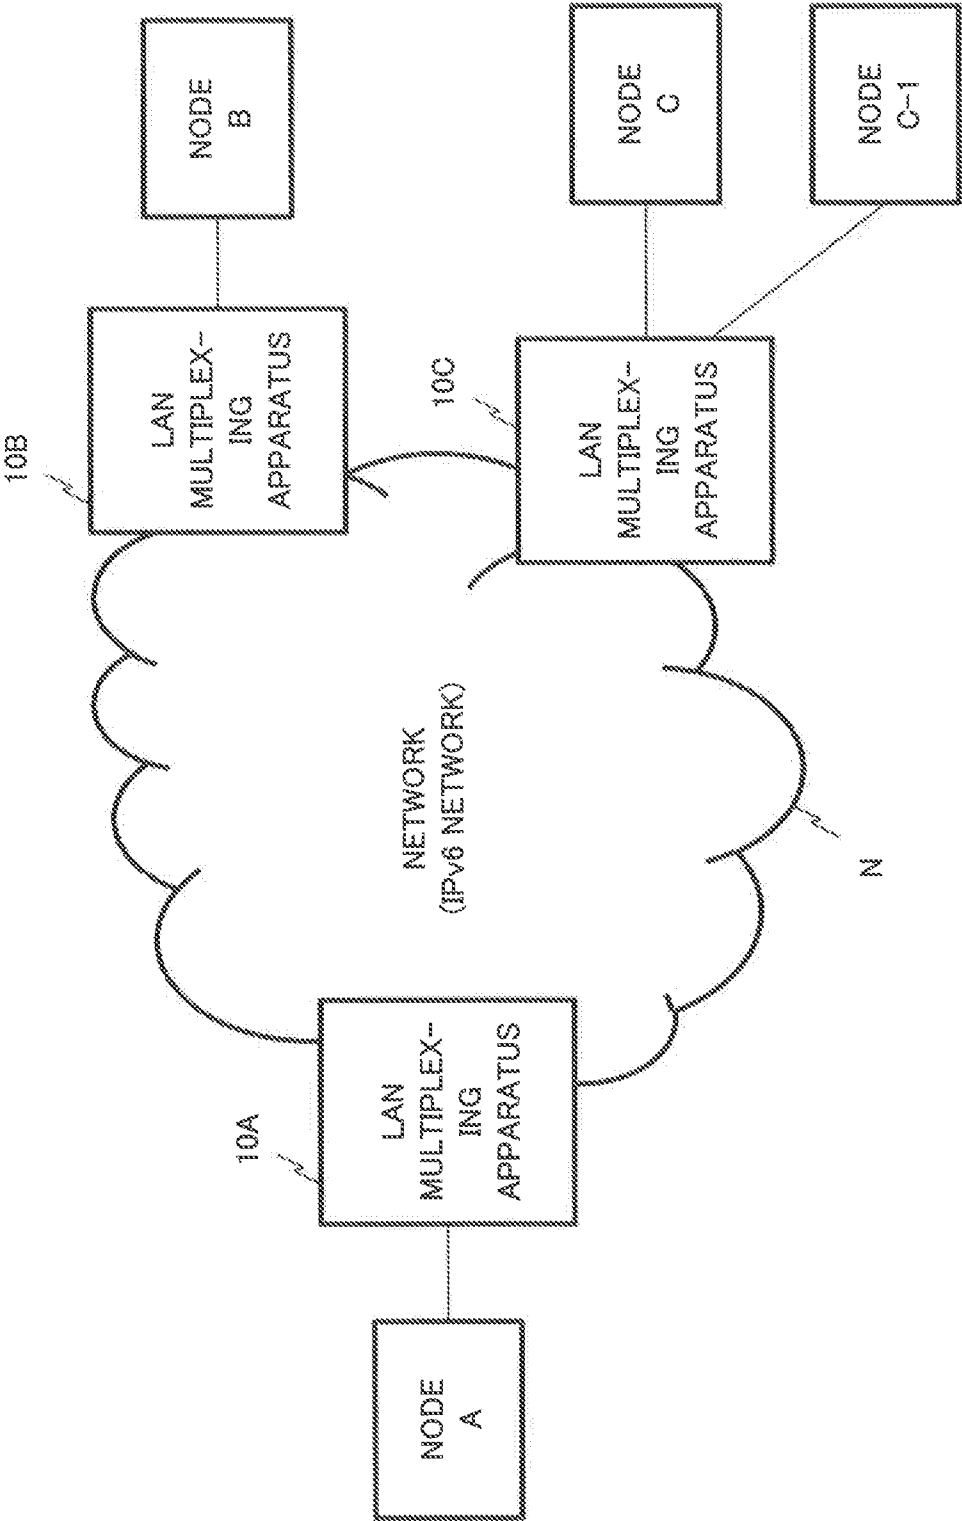 NODE
A
10A
LAN
MULTIPLEX-
ING
APPARATUS
NETWORK
(IPv6 NETWORK)
N
10B
LAN
MULTIPLEX-
ING
APPARATUS
NODE
B
10C
LAN
MULTIPLEX-
ING
APPARATUS
NODE
C
NODE
C-1